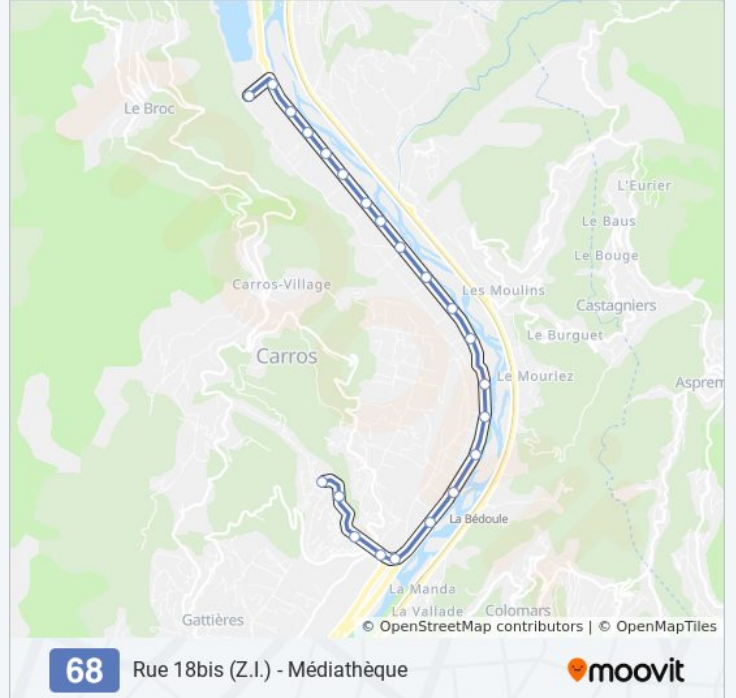 Le Broc
L'Eurier
Le Baus
Le Bouge
Carros-Village
Les Moulins
Castagniers
Le Burguet
Carros
Le Mouriez
Asprem
La Bédoule
La Manda
La Vallade
Colomars
Gattières
© OpenStreetMap contributors | © OpenMapTiles
68 Rue 18bis (Z.I.) - Médiathèque moovit